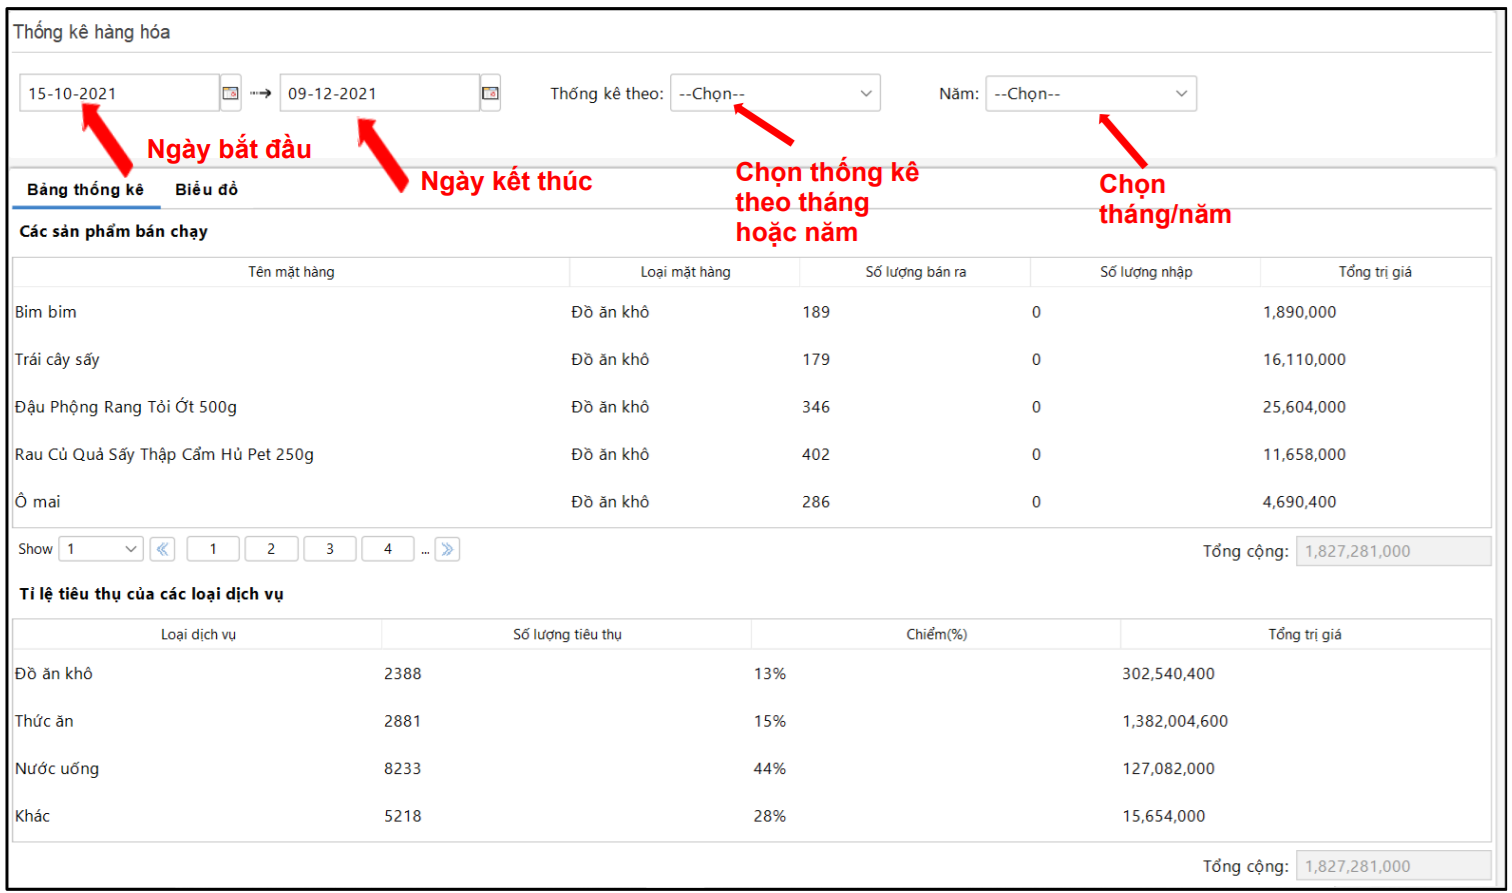 Thống kê hàng hóa
15-10-2021 09-12-2021 Thống kê theo: --Chọn-- Năm: --Chọn--
Ngày bắt đầu
Ngày kết thúc
Chọn thống kê
theo tháng
hoặc năm
Chọn
tháng/năm
Bảng thống kê Biểu đồ
Các sản phẩm bán chạy
Tên mặt hàng Loại mặt hàng Số lượng bán ra Số lượng nhập Tổng trị giá
Bim bim Đồ ăn khô 189 0 1,890,000
Trái cây sấy Đồ ăn khô 179 0 16,110,000
Đậu Phộng Rang Tỏi Ớt 500g Đồ ăn khô 346 0 25,604,000
Rau Củ Quả Sấy Thập Cẩm Hủ Pet 250g Đồ ăn khô 402 0 11,658,000
Ô mai Đồ ăn khô 286 0 4,690,400
Show 1 1 2 3 4 ... Tổng cộng: 1,827,281,000
Tỉ lệ tiêu thụ của các loại dịch vụ
Loại dịch vụ Số lượng tiêu thụ Chiếm(%) Tổng trị giá
Đồ ăn khô 2388 13% 302,540,400
Thức ăn 2881 15% 1,382,004,600
Nước uống 8233 44% 127,082,000
Khác 5218 28% 15,654,000
Tổng cộng: 1,827,281,000